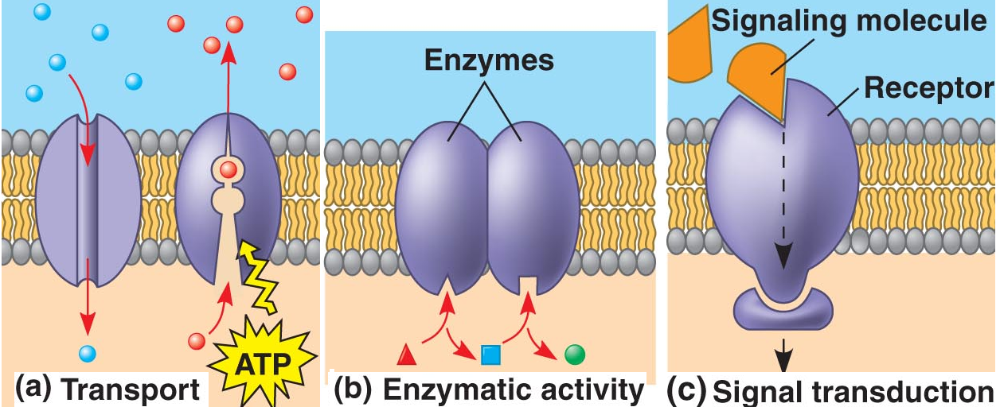 Signaling molecule
Enzymes
Receptor
ATP
(a) Transport
(b) Enzymatic activity
(c) Signal transduction